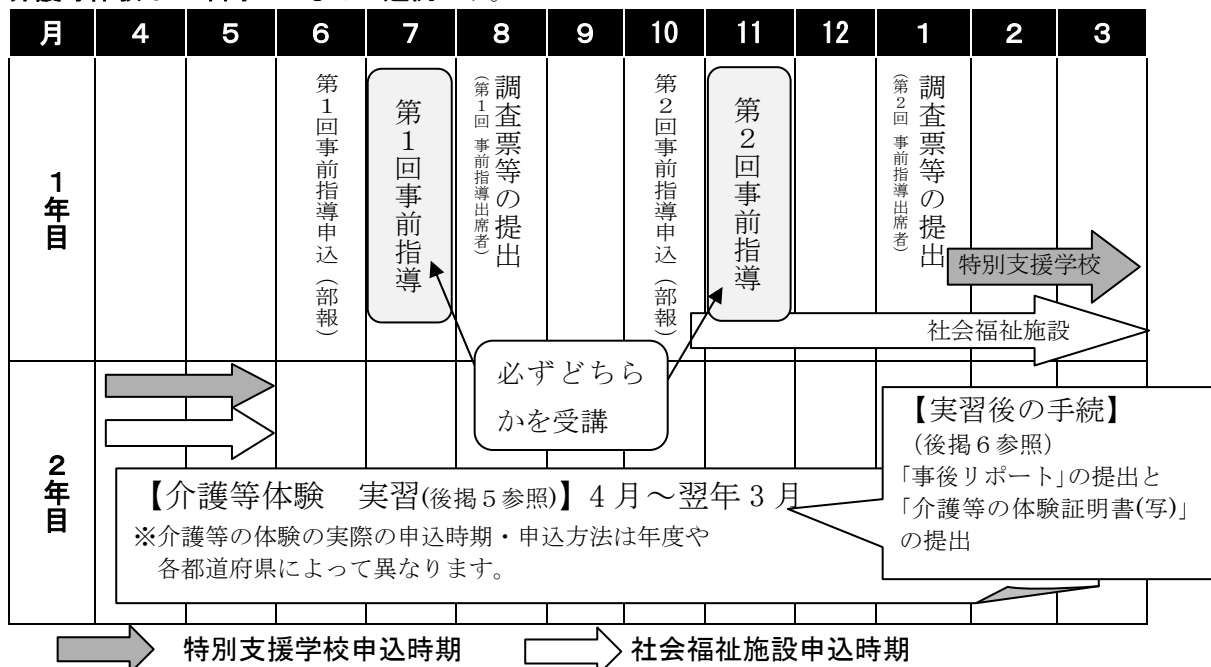 月 4 5 6 7 8 9 10 11 12 1 2 3
1年目
第1回事前指導申込（部報）
第1回事前指導
調査票等の提出
（第1回 事前指導出席者）
第2回事前指導申込（部報）
第2回事前指導
調査票等の提出
（第2回 事前指導出席者）
特別支援学校
社会福祉施設
必ずどちら
かを受講
2年目
【介護等体験　実習(後掲5参照)】4月～翌年3月
※介護等の体験の実際の申込時期・申込方法は年度や
各都道府県によって異なります。
【実習後の手続】
（後掲6参照）
「事後リポート」の提出と
「介護等の体験証明書(写)」
の提出
特別支援学校申込時期
社会福祉施設申込時期